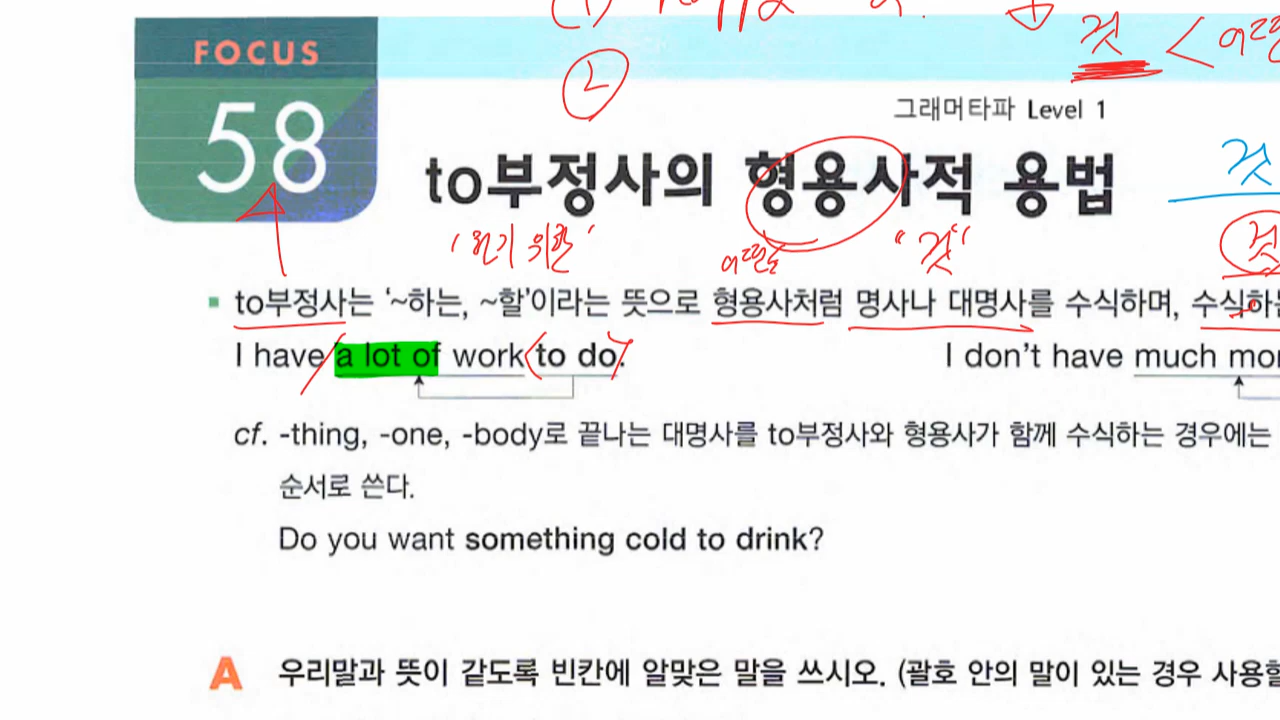 것 <
FOCUS
58
그래머타파 Level 1
것
to부정사의 형용사적 용법
어떤 "것"
것
to부정사는 '~하는, ~할'이라는 뜻으로 형용사처럼 명사나 대명사를 수식하며, 수식하
I have a lot of work to do.
I don't have much mo
cf. -thing, -one, -body로 끝나는 대명사를 to부정사와 형용사가 함께 수식하는 경우에는
순서로 쓴다.
Do you want something cold to drink?
A 우리말과 뜻이 같도록 빈칸에 알맞은 말을 쓰시오. (괄호 안의 말이 있는 경우 사용할